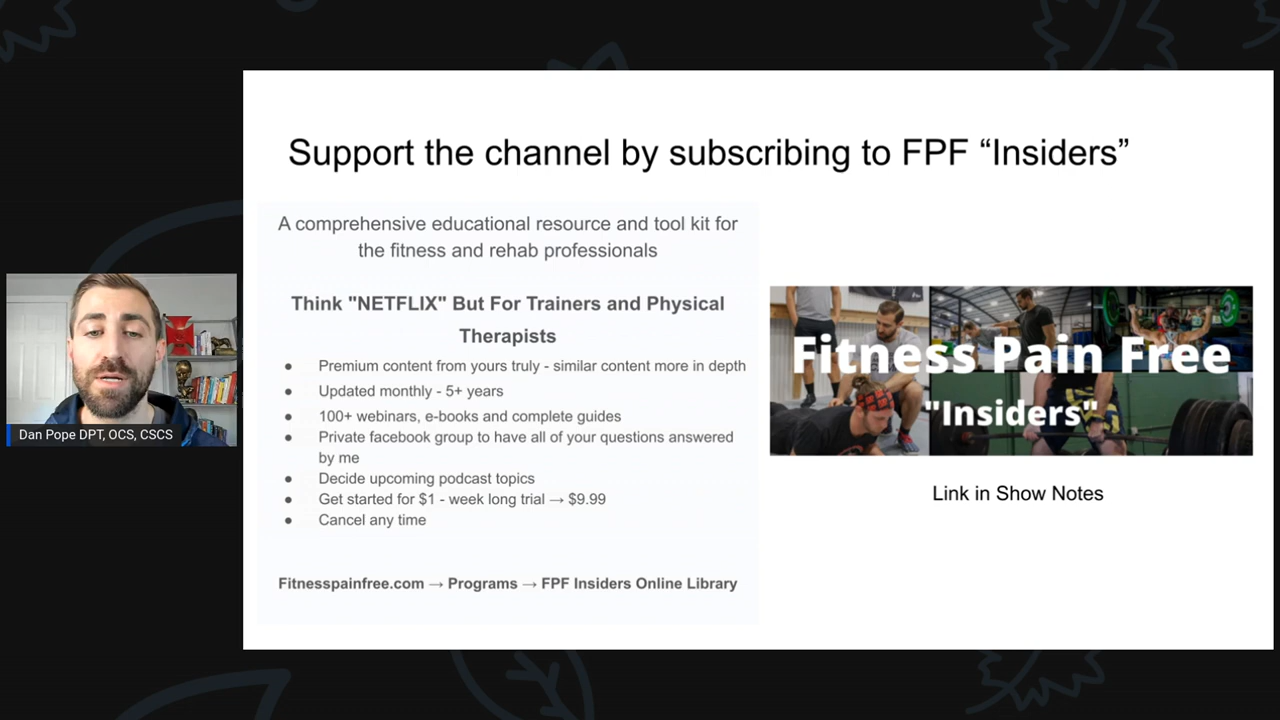 Support the channel by subscribing to FPF “Insiders”
A comprehensive educational resource and tool kit for
the fitness and rehab professionals
Think "NETFLIX" But For Trainers and Physical
Therapists
● Premium content from yours truly - similar content more in depth
● Updated monthly - 5+ years
● 100+ webinars, e-books and complete guides
● Private facebook group to have all of your questions answered
by me
● Decide upcoming podcast topics
● Get started for $1 - week long trial → $9.99
● Cancel any time
Fitnesspainfree.com → Programs → FPF Insiders Online Library
Fitness Pain Free
"Insiders"
Link in Show Notes
Dan Pope DPT, OCS, CSCS